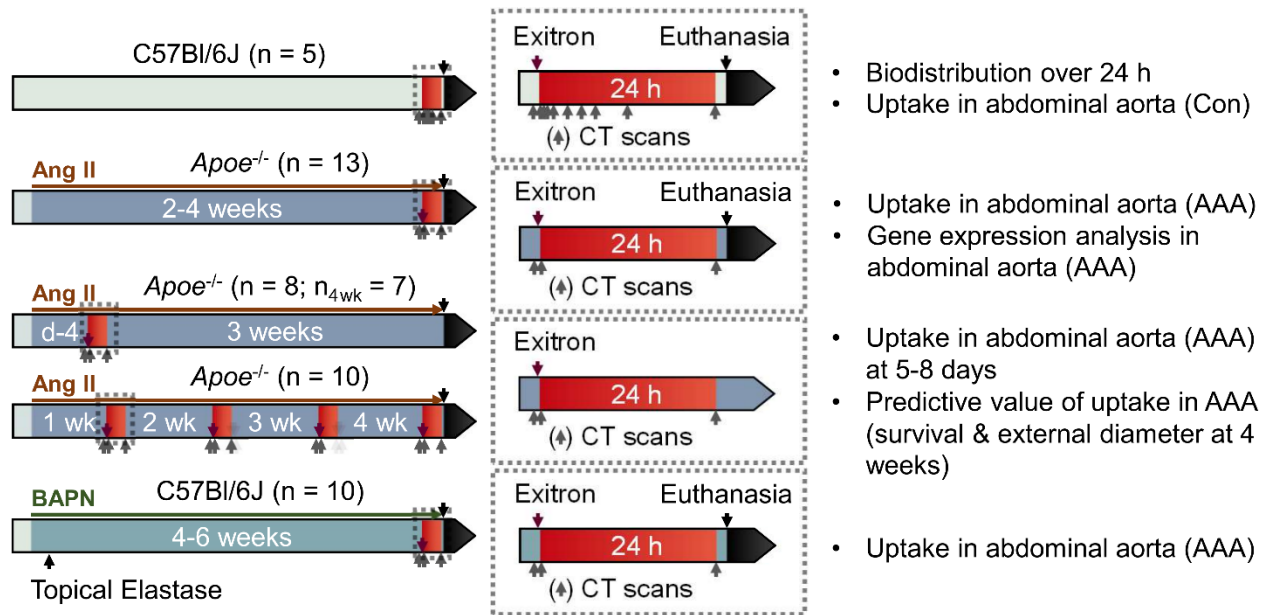 C57Bl/6J (n = 5)
Exitron
Euthanasia
24 h
(↑) CT scans
• Biodistribution over 24 h
• Uptake in abdominal aorta (Con)
Ang II
Apoe-/- (n = 13)
2-4 weeks
Exitron
Euthanasia
24 h
(↑) CT scans
• Uptake in abdominal aorta (AAA)
• Gene expression analysis in
abdominal aorta (AAA)
Ang II
Apoe-/- (n = 8; n4wk = 7)
d-4
3 weeks
Ang II
Apoe-/- (n = 10)
1 wk
2 wk
3 wk
4 wk
Exitron
24 h
(↑) CT scans
• Uptake in abdominal aorta (AAA)
at 5-8 days
• Predictive value of uptake in AAA
(survival & external diameter at 4
weeks)
BAPN
C57Bl/6J (n = 10)
4-6 weeks
Topical Elastase
Exitron
Euthanasia
24 h
(↑) CT scans
• Uptake in abdominal aorta (AAA)